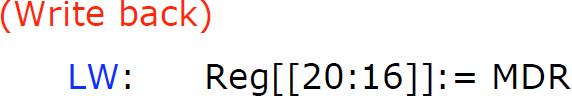 (Write back)
LW: Reg[[20:16]]:= MDR